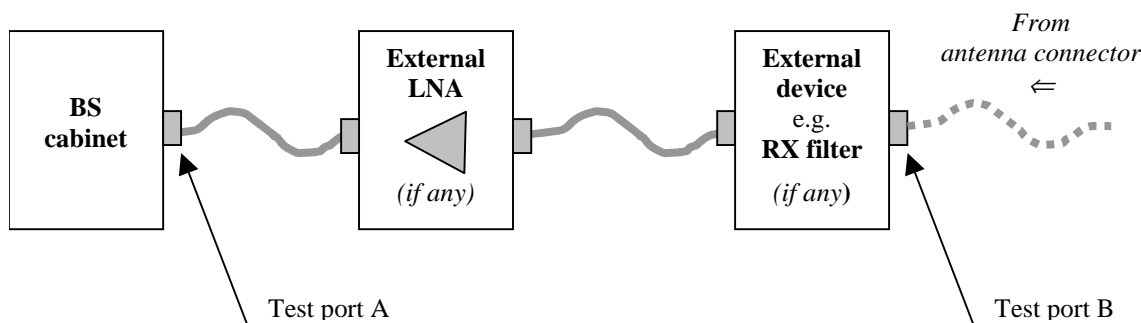 BS
cabinet
External
LNA
(if any)
External
device
e.g.
RX filter
(if any)
From
antenna connector
⇐
Test port A
Test port B